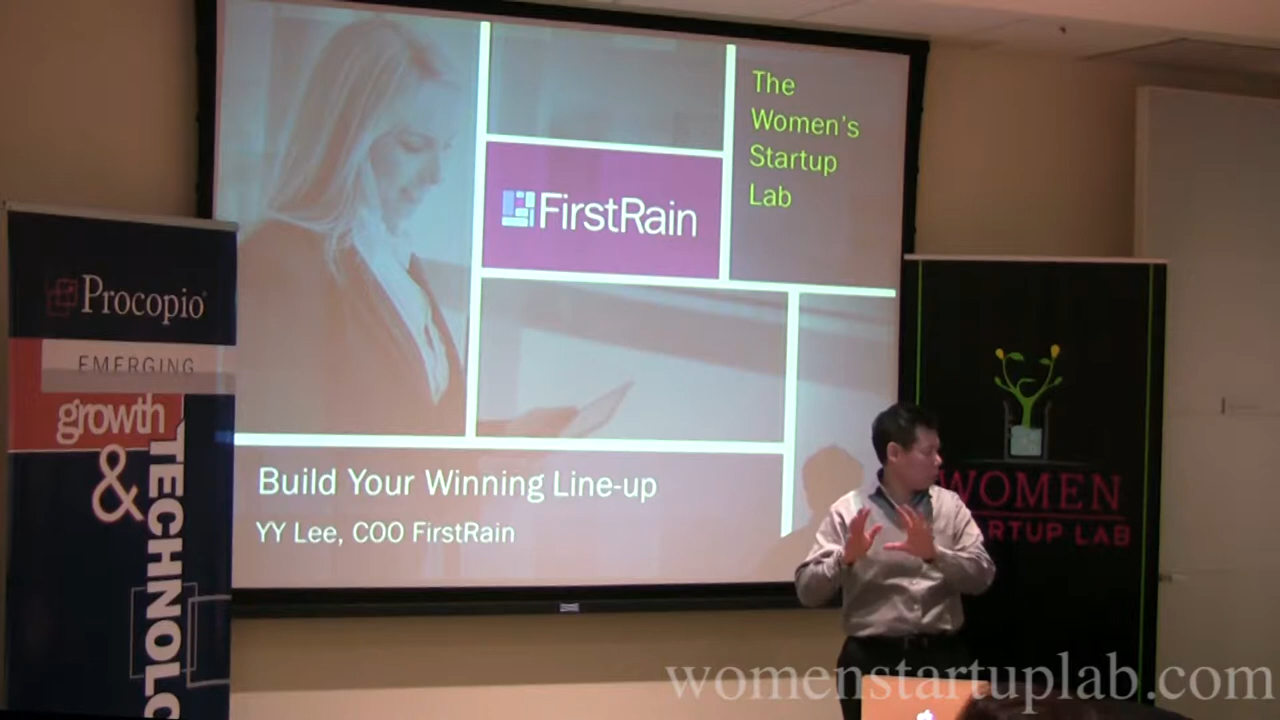 The
Women's
Startup
Lab
FirstRain
Build Your Winning Line-up
YY Lee, COO FirstRain
Procopio
EMERGING
growth
&
TECHNOLO
WOMEN
ARTUP LAB
womenstartuplab.com